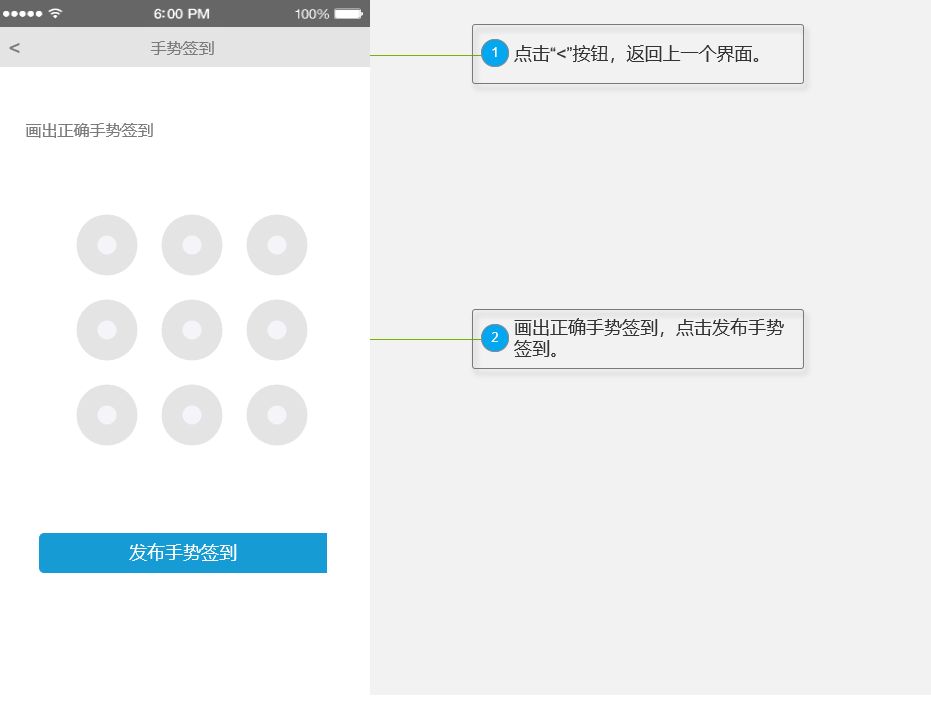 6:00 PM 100%
< 手势签到
1 点击“<”按钮，返回上一个界面。
画出正确手势签到
2 画出正确手势签到，点击发布手势
签到。
发布手势签到